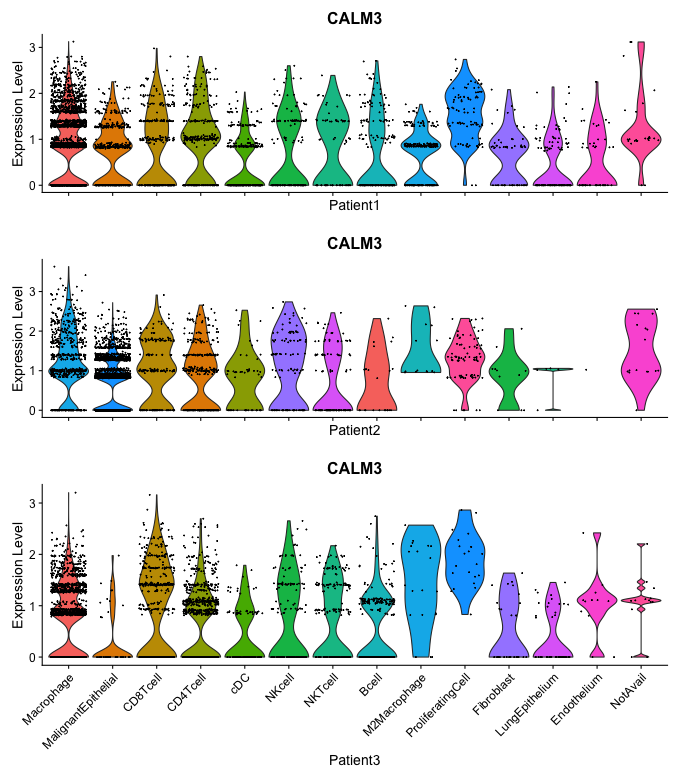 CALM3
Expression Level
3
2
1
0
Patient1
CALM3
Expression Level
3
2
1
0
Patient2
CALM3
Expression Level
3
2
1
0
Macrophage
MalignantEpithelial
CD8Tcell
CD4Tcell
cDC
NKcell
NKTcell
Bcell
M2Macrophage
ProliferatingCell
Fibroblast
LungEpithelium
Endothelium
NotAvail
Patient3